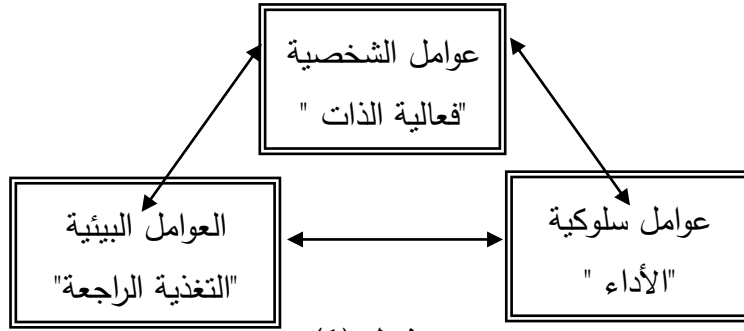 عوامل الشخصية
"فعالية الذات "
العوامل البيئية
"التغذية الراجعة"
عوامل سلوكية
"الأداء "